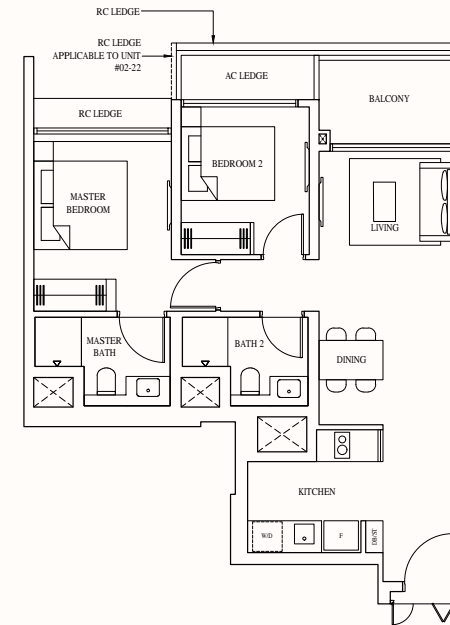 RC LEDGE
RC LEDGE
APPLICABLE TO UNIT
#02-22
AC LEDGE
BALCONY
RC LEDGE
BEDROOM 2
MASTER
BEDROOM
LIVING
MASTER
BATH
BATH 2
DINING
KITCHEN
W/D
F
DB/ST